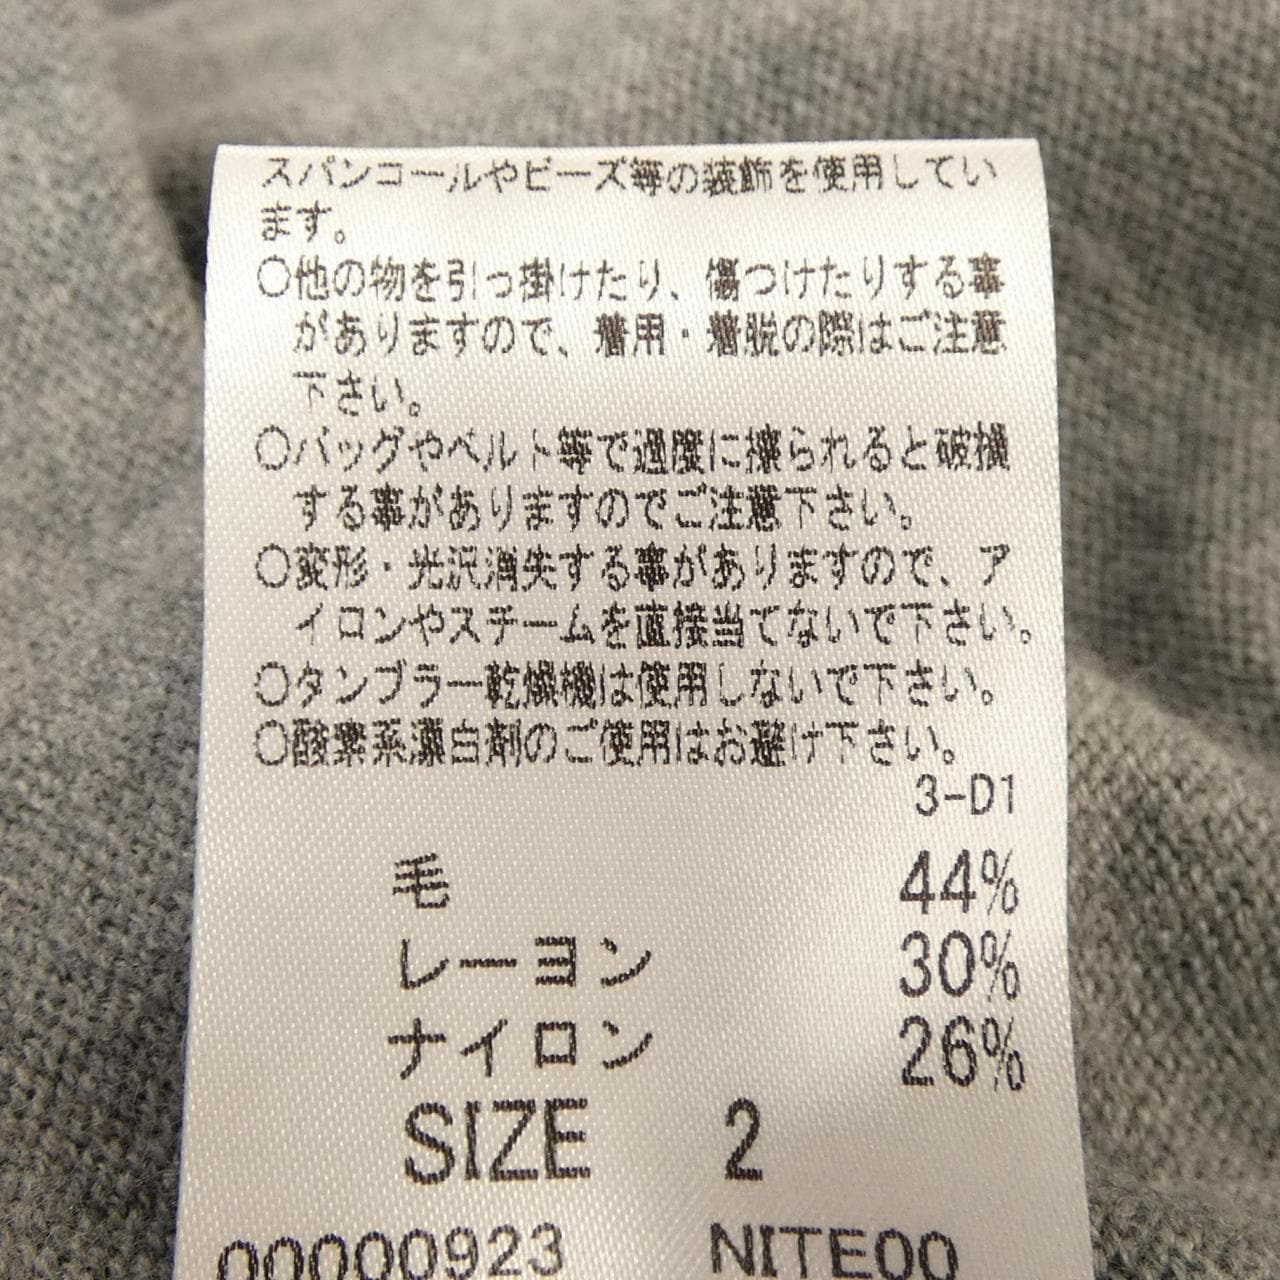 スパンコールやビーズ等の装飾を使用してい
ます。
○他の物を引っ掛けたり、傷つけたりする事
がありますので、着用・着脱の際はご注意
下さい。
○バッグやベルト等で過度に擦られると破損
する事がありますのでご注意下さい。
○変形・光沢消失する事がありますので、ア
イロンやスチームを直接当てないで下さい。
○タンブラー乾燥機は使用しないで下さい。
○酸素系漂白剤のご使用はお避け下さい。
3-D1
毛 44%
レーヨン 30%
ナイロン 26%
SIZE 2
00000923 NITE00